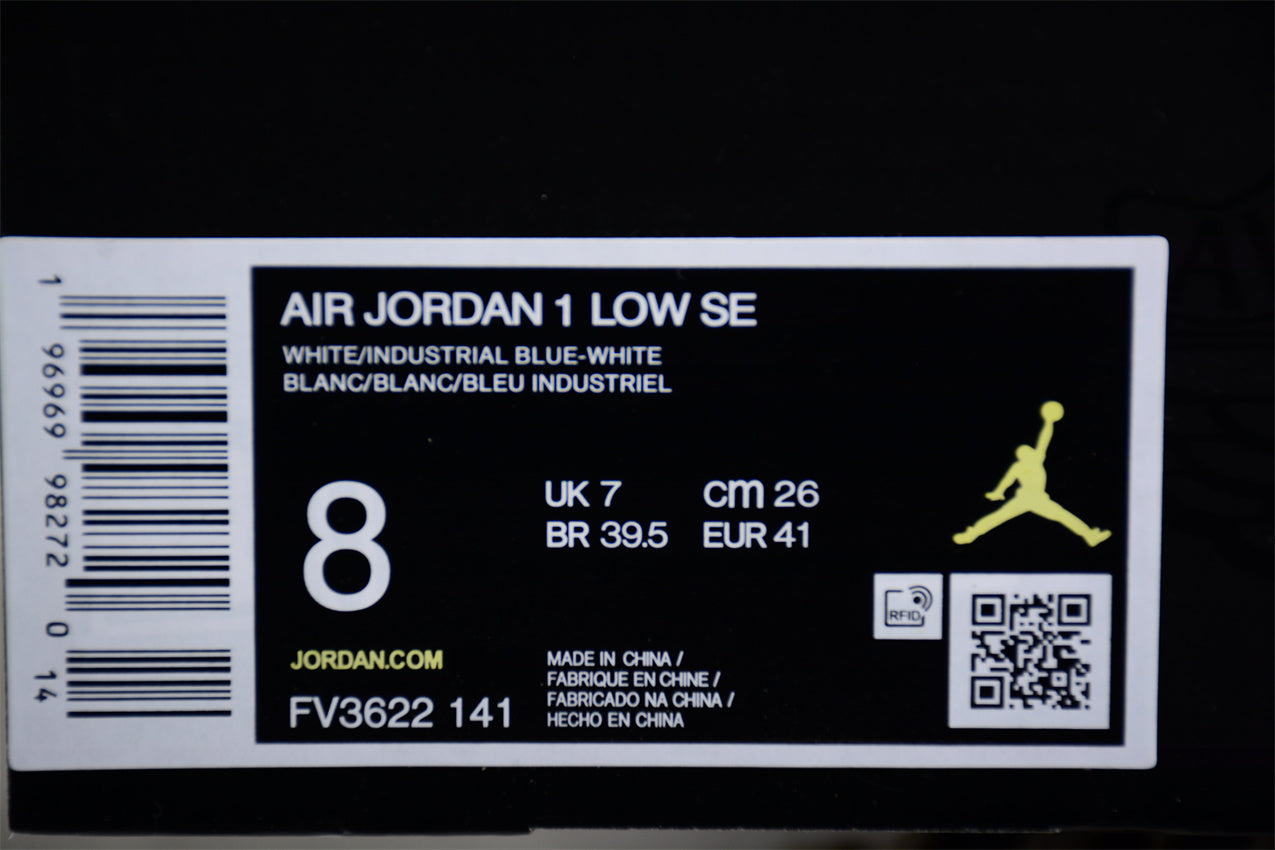 AIR JORDAN 1 LOW SE
WHITE/INDUSTRIAL BLUE-WHITE
BLANC/BLANC/BLEU INDUSTRIEL
8
UK 7
cm 26
BR 39.5
EUR 41
RFID
JORDAN.COM
FV3622 141
MADE IN CHINA /
FABRIQUE EN CHINE /
FABRICADO NA CHINA /
HECHO EN CHINA
1 96969 98272 0 14